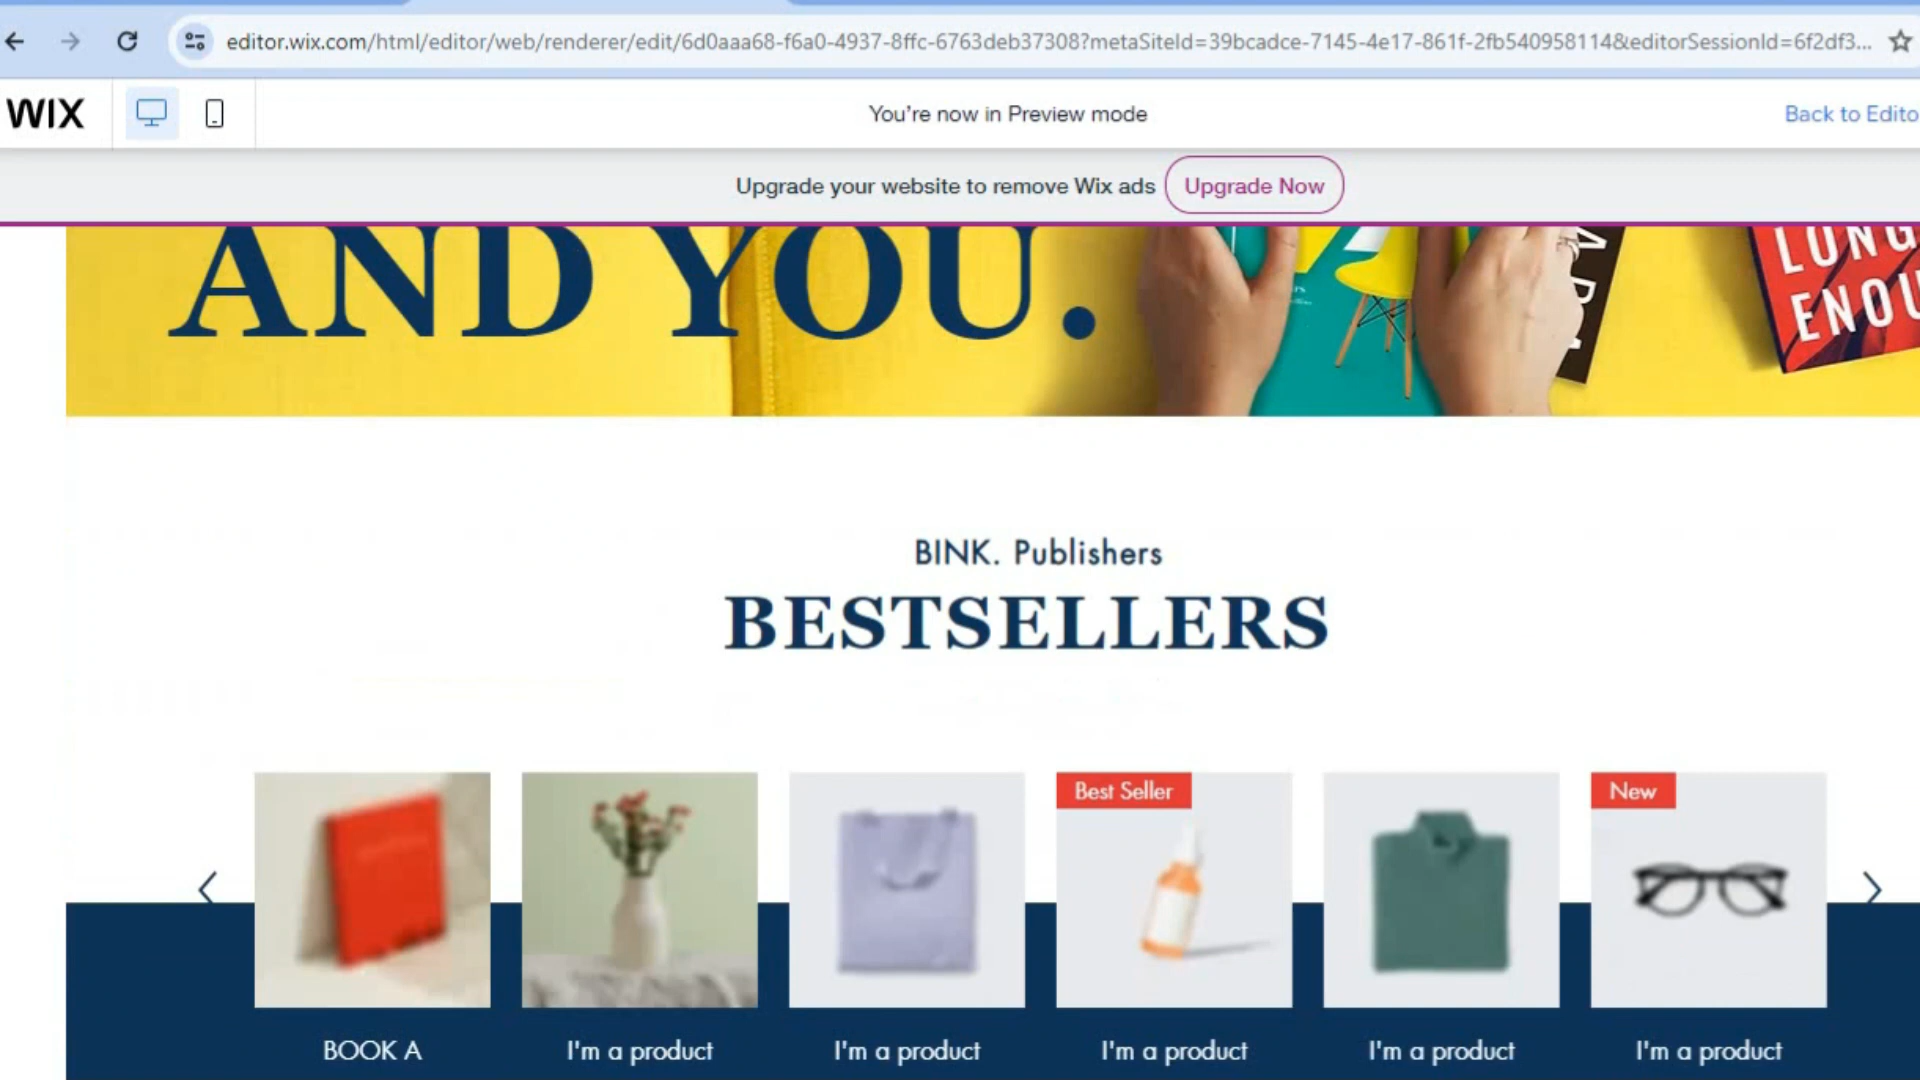 editor.wix.com/html/editor/web/renderer/edit/6d0aaa68-f6a0-4937-8ffc-6763deb37308?metaSiteId=39bcadce-7145-4e17-861f-2fb540958114&editorSessionId=6f2df3...
WIX
You're now in Preview mode
Back to Edito
Upgrade your website to remove Wix ads
Upgrade Now
AND YOU.
LONG
ENOU
BINK. Publishers
BESTSELLERS
Best Seller
New
BOOK A
I'm a product
I'm a product
I'm a product
I'm a product
I'm a product